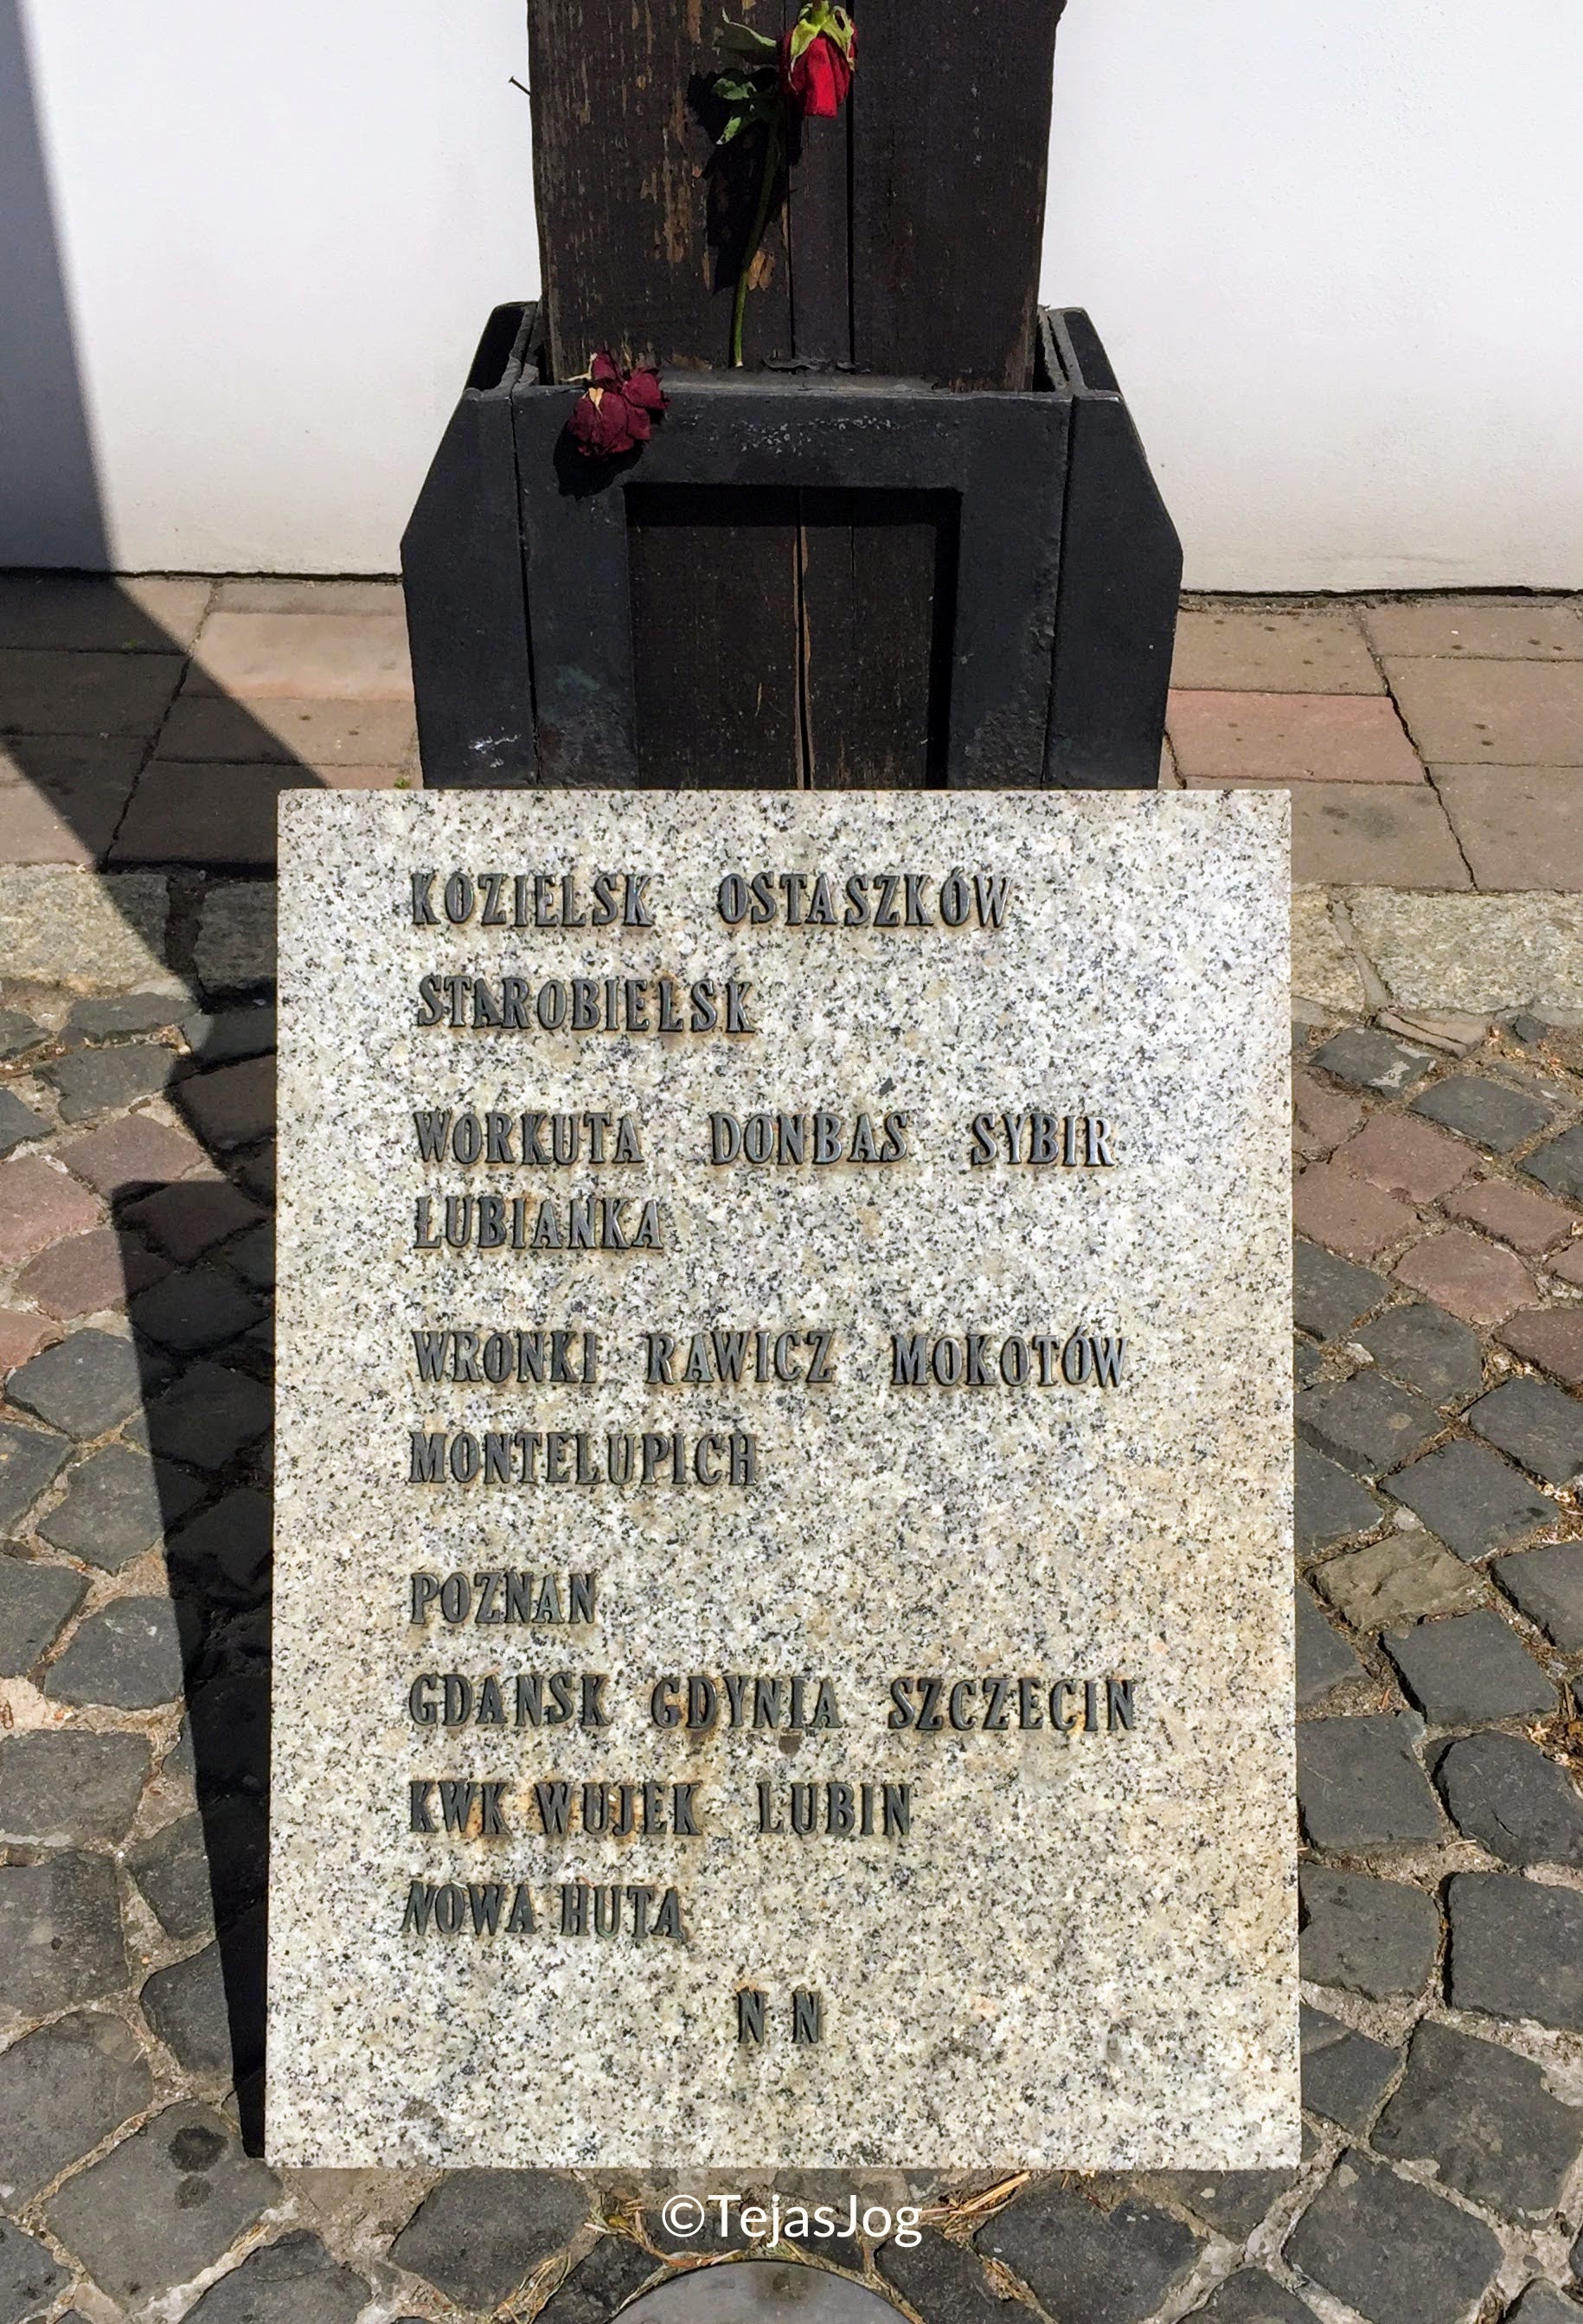 KOZIELSK OSTASZKÓW
STAROBIELSK
WORKUTA DONBAS SYBIR
ŁUBIANKA
WRONKI RAWICZ MOKOTÓW
MONTELUPICH
POZNAN
GDANSK GDYNIA SZCZECIN
KWK WUJEK LUBIN
NOWA HUTA
N N
©TejasJog